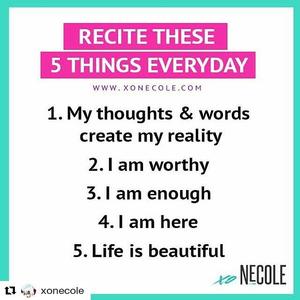 RECITE THESE
5 THINGS EVERYDAY
WWW.XONECOLE.COM
1. My thoughts & words
create my reality
2. I am worthy
3. I am enough
4. I am here
5. Life is beautiful
xo NECOLE
xonecole